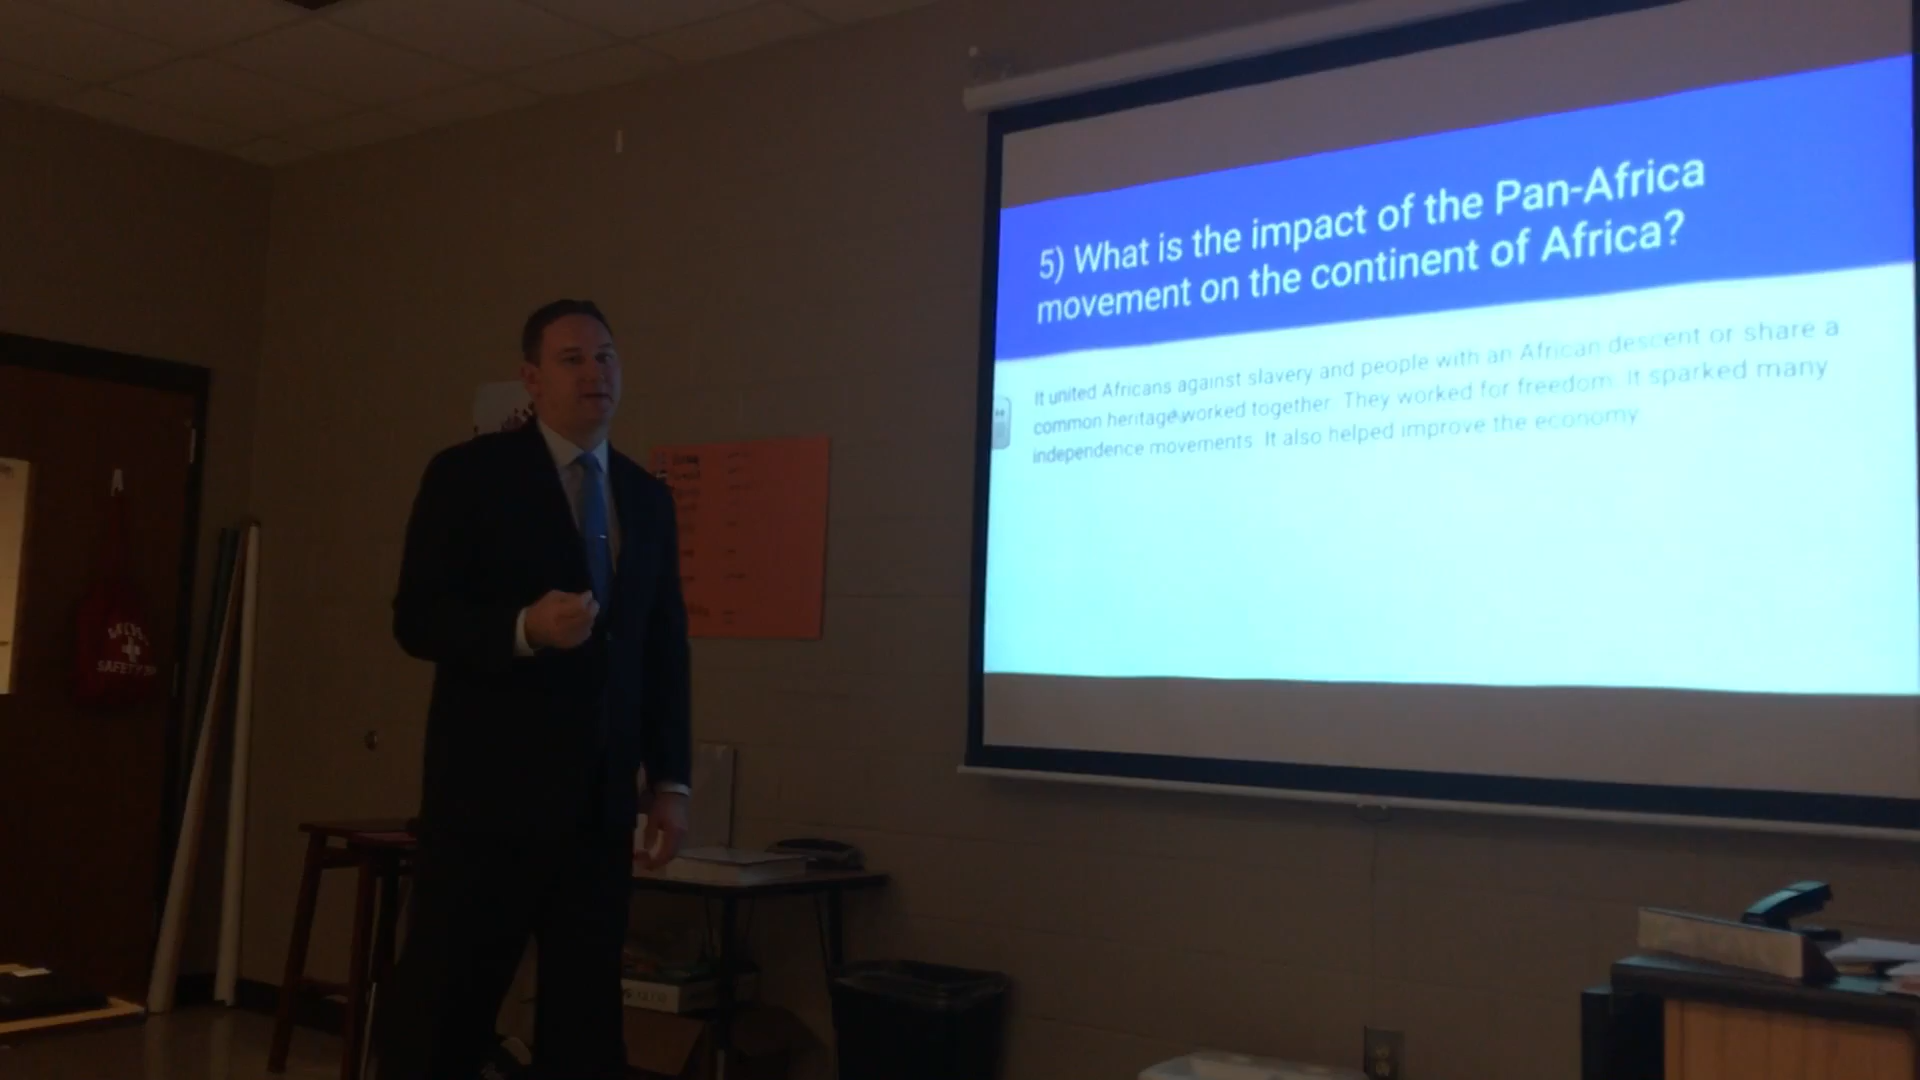 5) What is the impact of the Pan-Africa
movement on the continent of Africa?
It united Africans against slavery and people with an African descent or share a
common heritage worked together. They worked for freedom. It sparked many
independence movements. It also helped improve the economy.
A
SAFETY